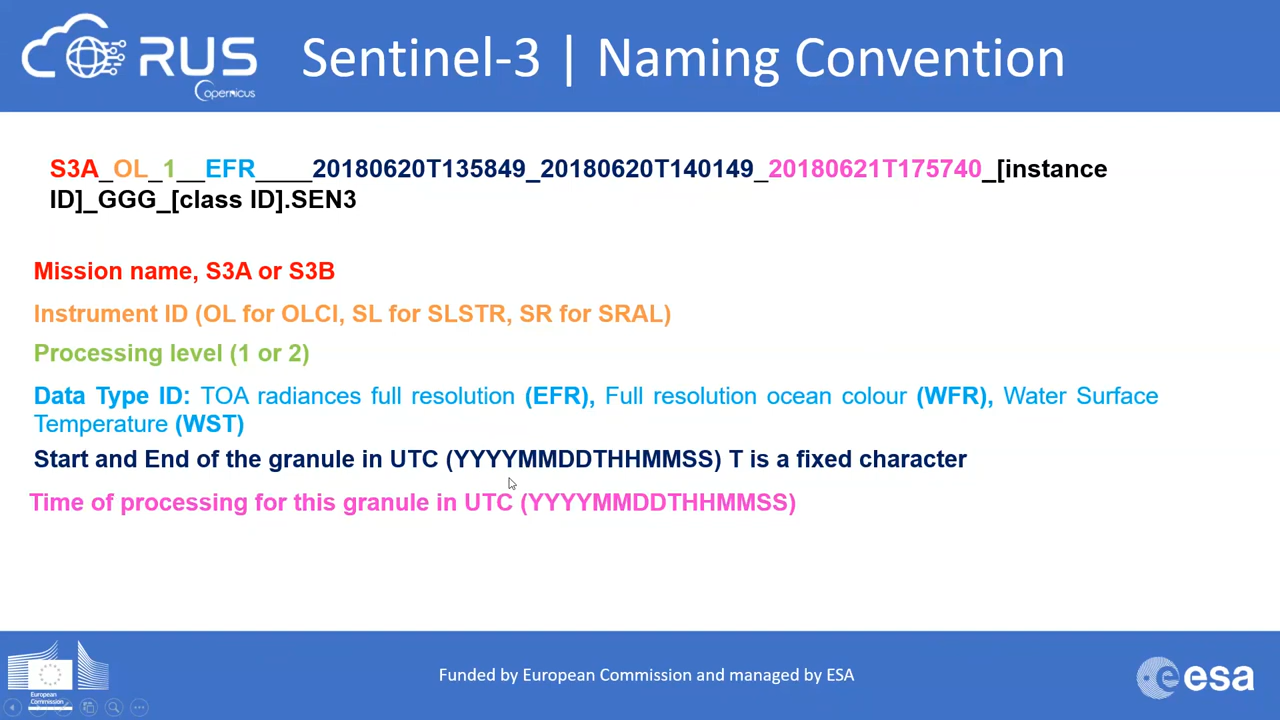 RUS
Copernicus
Sentinel-3 | Naming Convention
S3A_OL_1__EFR____20180620T135849_20180620T140149_20180621T175740_[instance
ID]_GGG_[class ID].SEN3
Mission name, S3A or S3B
Instrument ID (OL for OLCI, SL for SLSTR, SR for SRAL)
Processing level (1 or 2)
Data Type ID: TOA radiances full resolution (EFR), Full resolution ocean colour (WFR), Water Surface
Temperature (WST)
Start and End of the granule in UTC (YYYYMMDDTHHMMSS) T is a fixed character
Time of processing for this granule in UTC (YYYYMMDDTHHMMSS)
European
Commission
Funded by European Commission and managed by ESA
esa